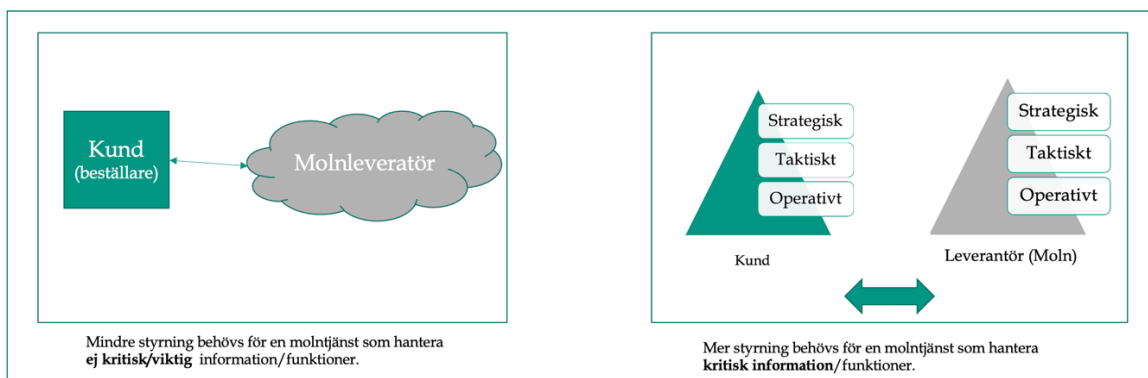 Kund
(beställare)
Molnleveratör
Mindre styrning behövs för en molntjänst som hantera
ej kritisk/viktig information/funktioner.
Strategisk
Taktiskt
Operativt
Kund
Strategisk
Taktiskt
Operativt
Leverantör (Moln)
Mer styrning behövs för en molntjänst som hantera
kritisk information/funktioner.